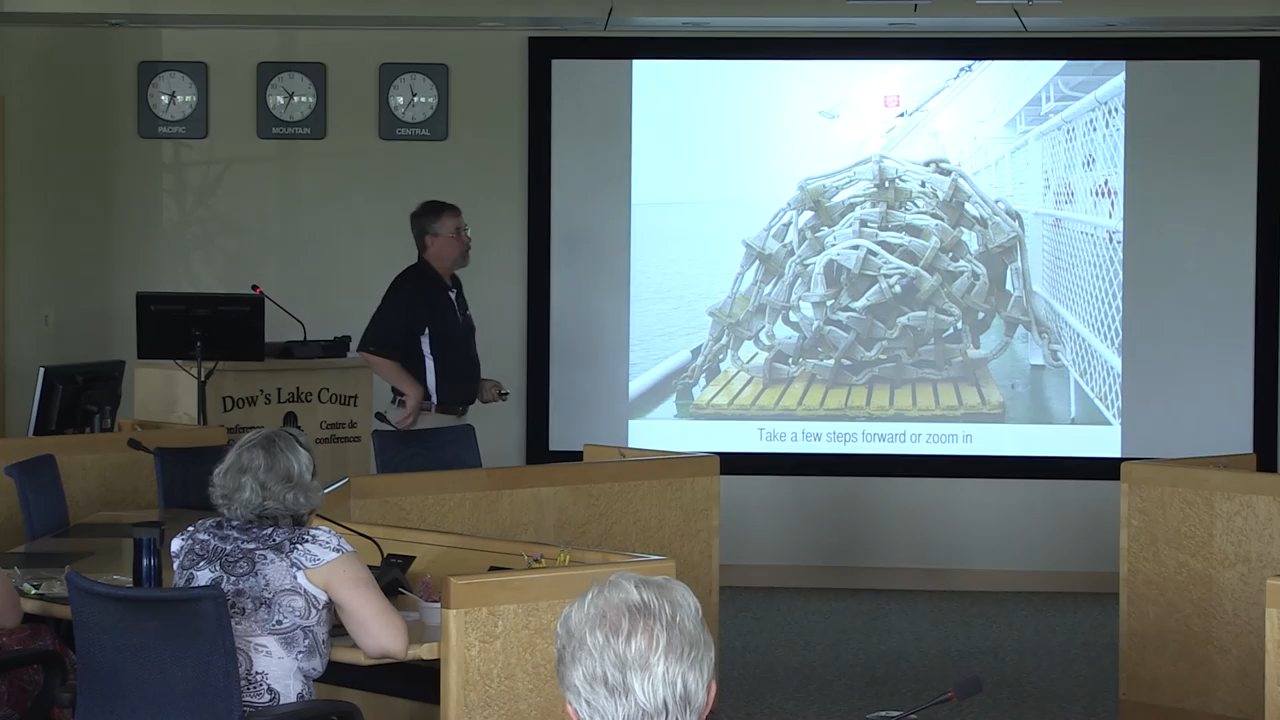 PACIFIC
MOUNTAIN
CENTRAL
Dow's Lake Court
Centre de
conférences
Take a few steps forward or zoom in